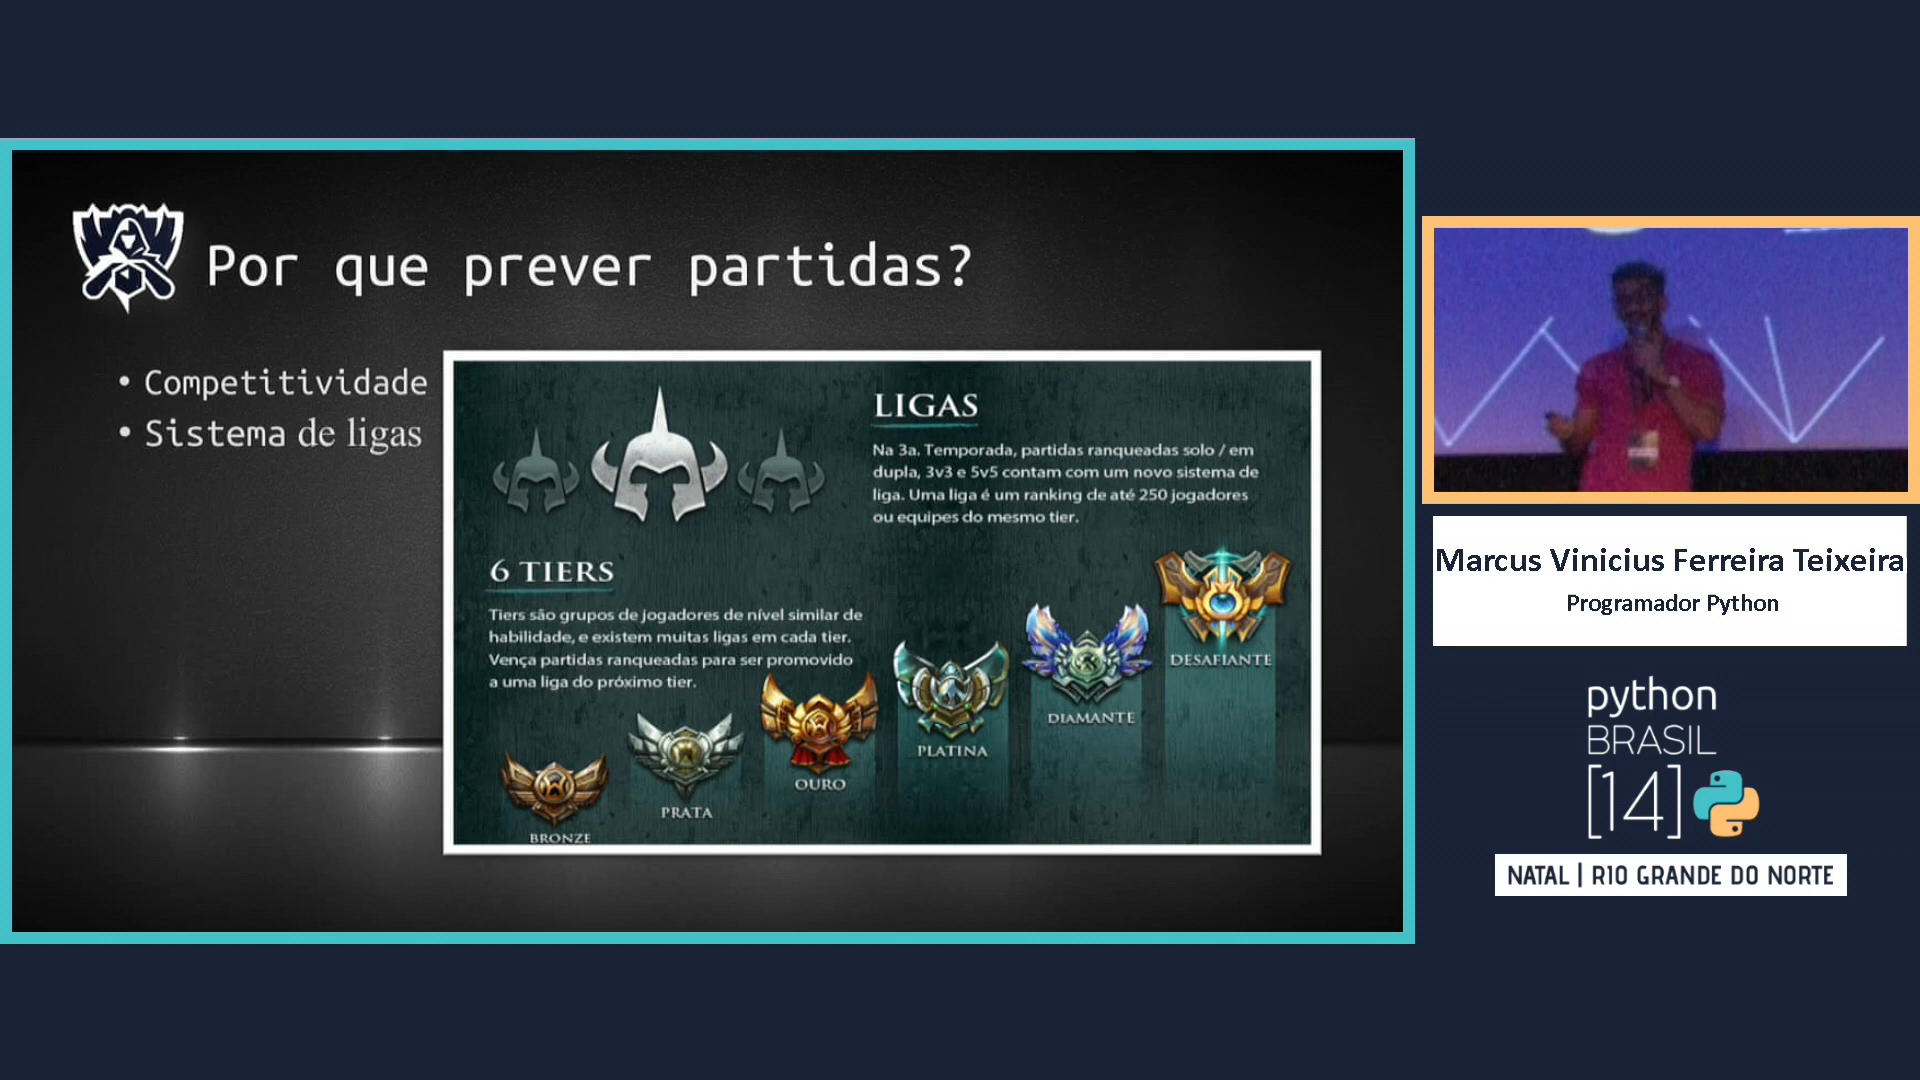 Por que prever partidas?
• Competitividade
• Sistema de ligas
LIGAS
Na 3a. Temporada, partidas ranqueadas solo / em
dupla, 3v3 e 5v5 contam com um novo sistema de
liga. Uma liga é um ranking de até 250 jogadores
ou equipes do mesmo tier.
6 TIERS
Tiers são grupos de jogadores de nível similar de
habilidade, e existem muitas ligas em cada tier.
Vença partidas ranqueadas para ser promovido
a uma liga do próximo tier.
BRONZE
PRATA
OURO
PLATINA
DIAMANTE
DESAFIANTE
Marcus Vinicius Ferreira Teixeira
Programador Python
python
BRASIL
[14]
NATAL | RIO GRANDE DO NORTE